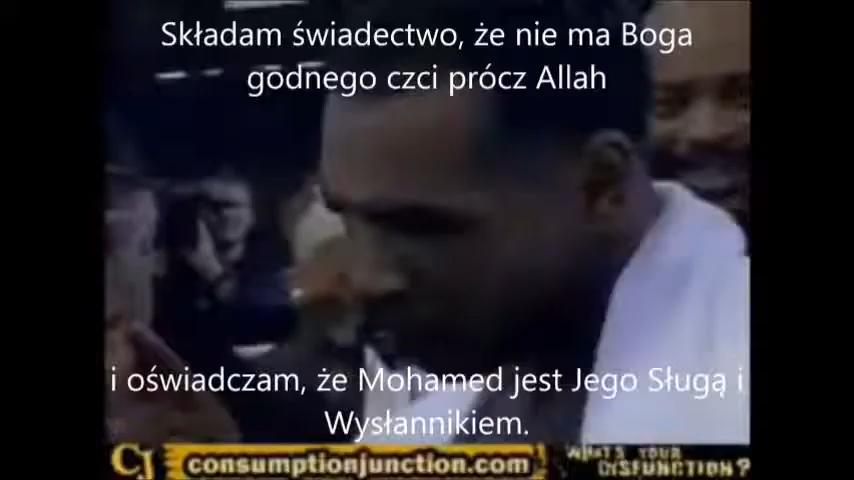 Składam świadectwo, że nie ma Boga
godnego czci prócz Allah
i oświadczam, że Mohamed jest Jego Sługą i
Wysłannikiem.
CJ consumptionjunction.com WHAT'S YOUR
DISFUNCTION?